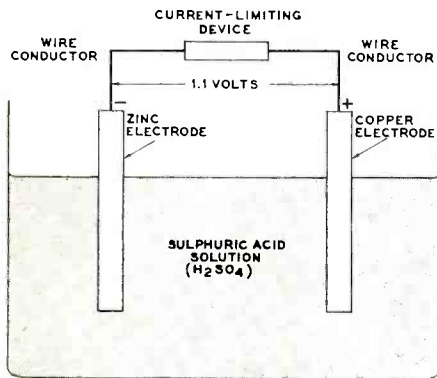 CURRENT-LIMITING
DEVICE
WIRE
CONDUCTOR
WIRE
CONDUCTOR
1.1 VOLTS
−
+
ZINC
ELECTRODE
COPPER
ELECTRODE
SULPHURIC ACID
SOLUTION
(H2SO4)